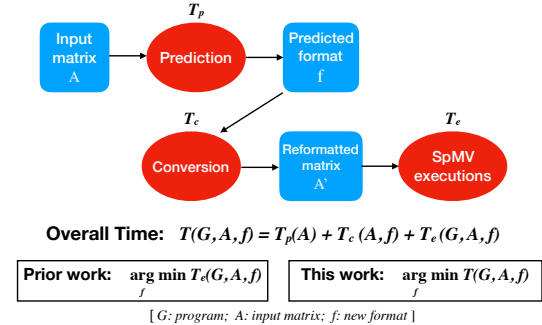 T_p
Input
matrix
A
Prediction
Predicted
format
f
T_c
T_e
Conversion
Reformatted
matrix
A'
SpMV
executions
Overall Time: T(G,A,f) = T_p(A) + T_c (A,f) + T_e (G,A,f)
Prior work: arg min T_e(G,A,f)
f
This work: arg min T(G,A,f)
f
[ G: program; A: input matrix; f: new format ]